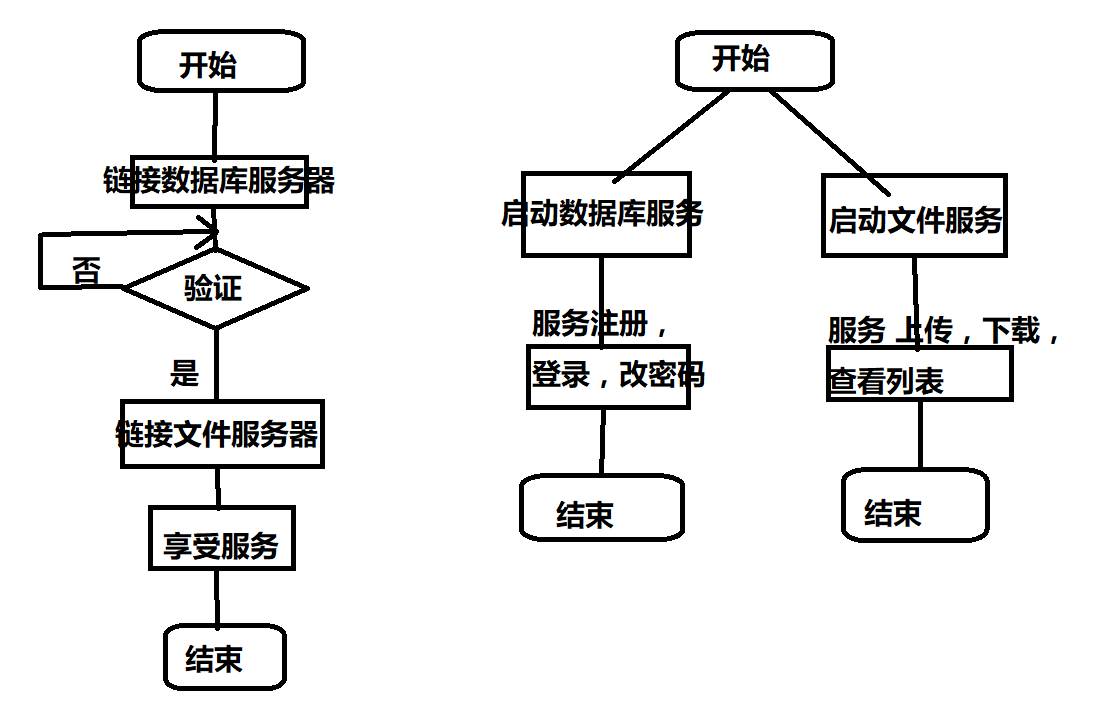 开始
链接数据库服务器
否
验证
是
链接文件服务器
享受服务
结束
开始
启动数据库服务
启动文件服务
服务注册，
登录，改密码
服务 上传，下载，
查看列表
结束
结束